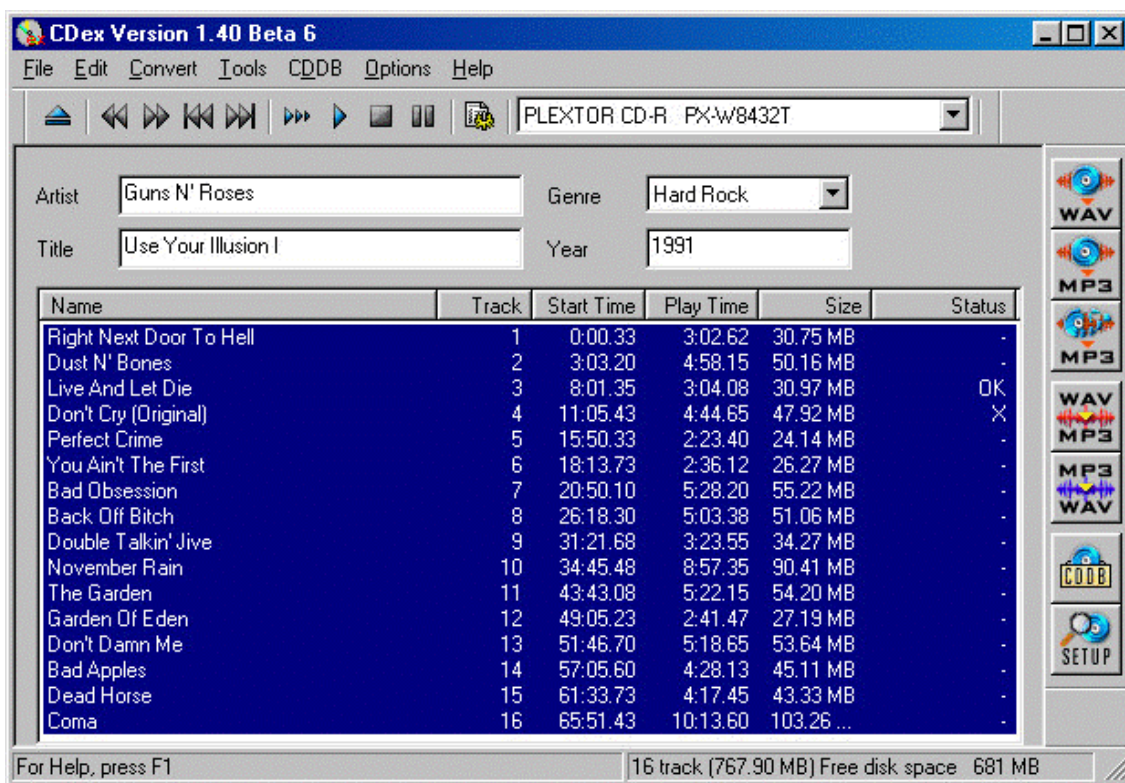 CDex Version 1.40 Beta 6
File Edit Convert Tools CDDB Options Help
PLEXTOR CD-R PX-W8432T
Artist Guns N' Roses Genre Hard Rock
Title Use Your Illusion I Year 1991
Name Track Start Time Play Time Size Status
Right Next Door To Hell 1 0:00.33 3:02.62 30.75 MB -
Dust N' Bones 2 3:03.20 4:58.15 50.16 MB -
Live And Let Die 3 8:01.35 3:04.08 30.97 MB OK
Don't Cry (Original) 4 11:05.43 4:44.65 47.92 MB X
Perfect Crime 5 15:50.33 2:23.40 24.14 MB -
You Ain't The First 6 18:13.73 2:36.12 26.27 MB -
Bad Obsession 7 20:50.10 5:28.20 55.22 MB -
Back Off Bitch 8 26:18.30 5:03.38 51.06 MB -
Double Talkin' Jive 9 31:21.68 3:23.55 34.27 MB -
November Rain 10 34:45.48 8:57.35 90.41 MB -
The Garden 11 43:43.08 5:22.15 54.20 MB -
Garden Of Eden 12 49:05.23 2:41.47 27.19 MB -
Don't Damn Me 13 51:46.70 5:18.65 53.64 MB -
Bad Apples 14 57:05.60 4:28.13 45.11 MB -
Dead Horse 15 61:33.73 4:17.45 43.33 MB -
Coma 16 65:51.43 10:13.60 103.26 ... -
WAV
MP3
MP3
WAV
MP3
MP3
WAV
CDDB
SETUP
For Help, press F1 16 track (767.90 MB) Free disk space 681 MB